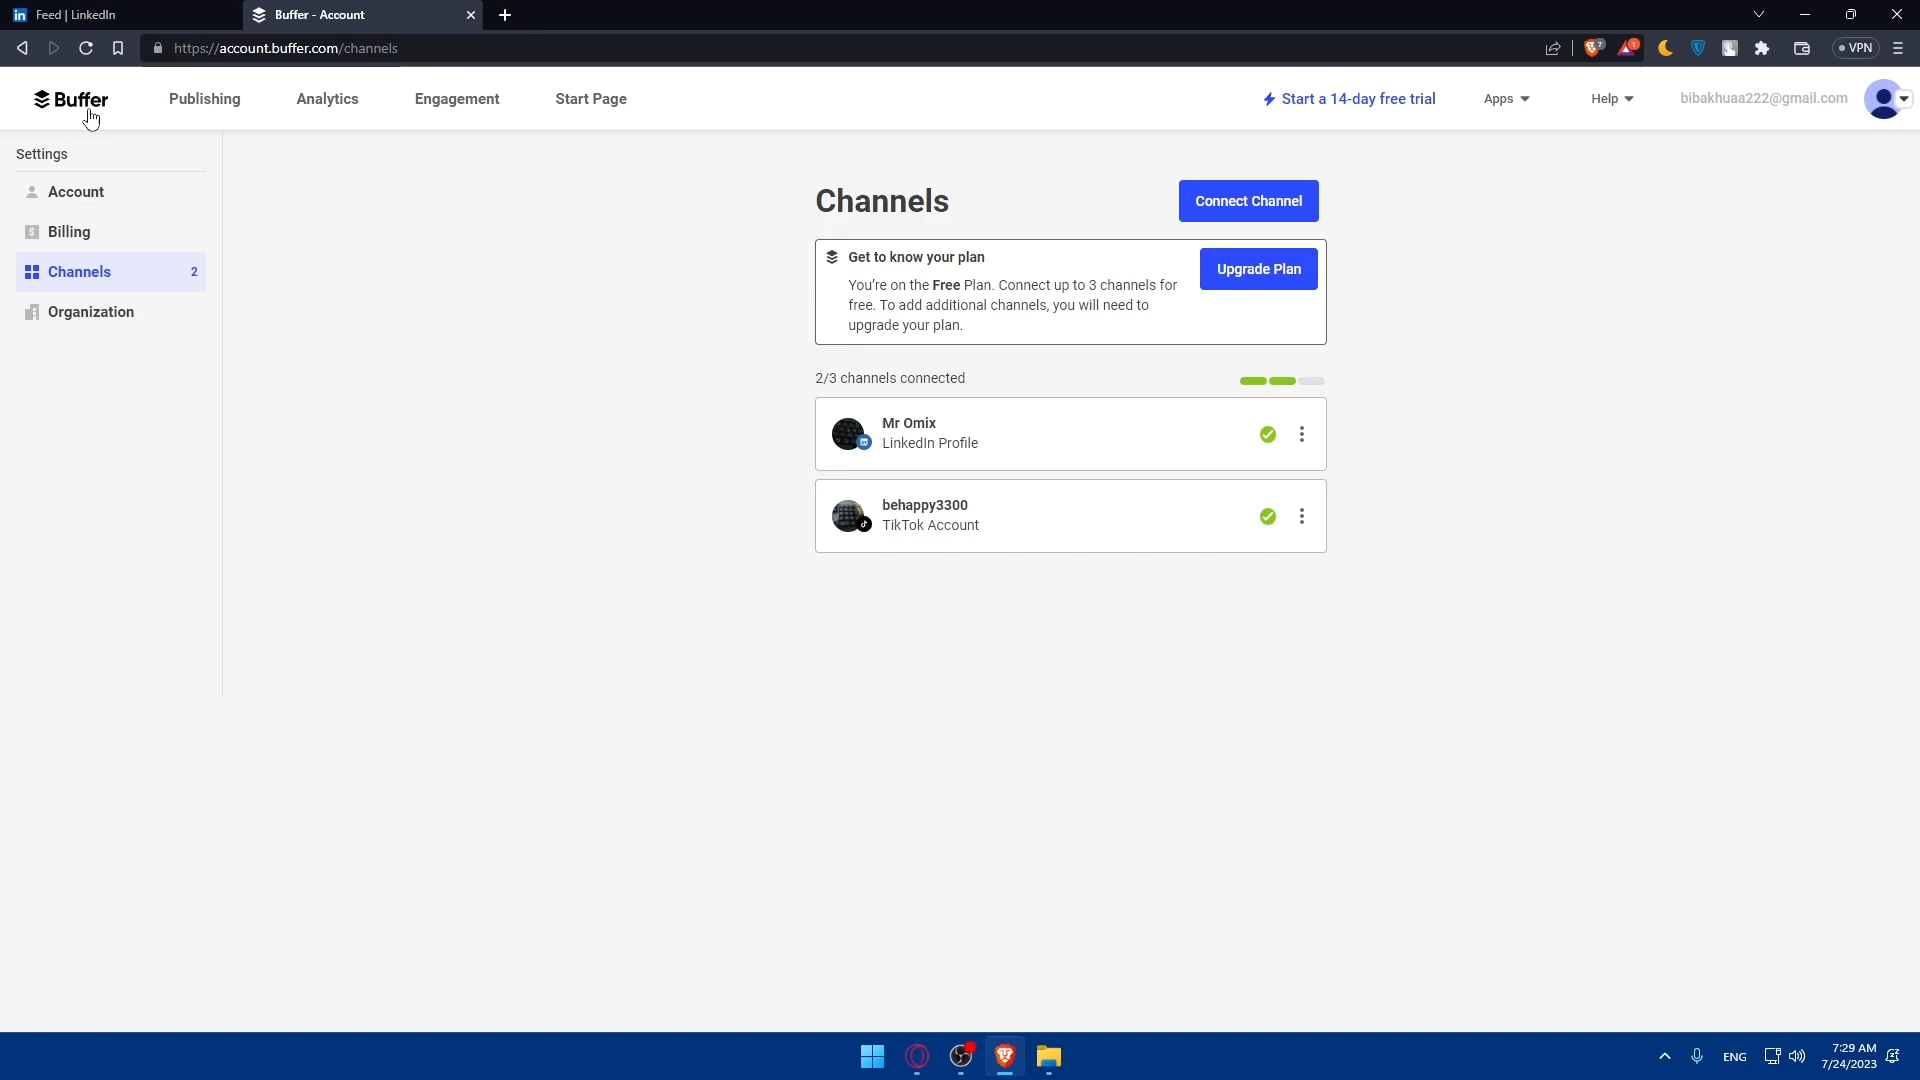 Feed | LinkedIn
Buffer - Account
https://account.buffer.com/channels
7
1
VPN
Buffer
Publishing
Analytics
Engagement
Start Page
Start a 14-day free trial
Apps
Help
bibakhuaa222@gmail.com
Settings
Account
Billing
Channels
2
Organization
Channels
Connect Channel
Get to know your plan
You're on the Free Plan. Connect up to 3 channels for
free. To add additional channels, you will need to
upgrade your plan.
Upgrade Plan
2/3 channels connected
Mr Omix
LinkedIn Profile
behappy3300
TikTok Account
ENG
7:29 AM
7/24/2023